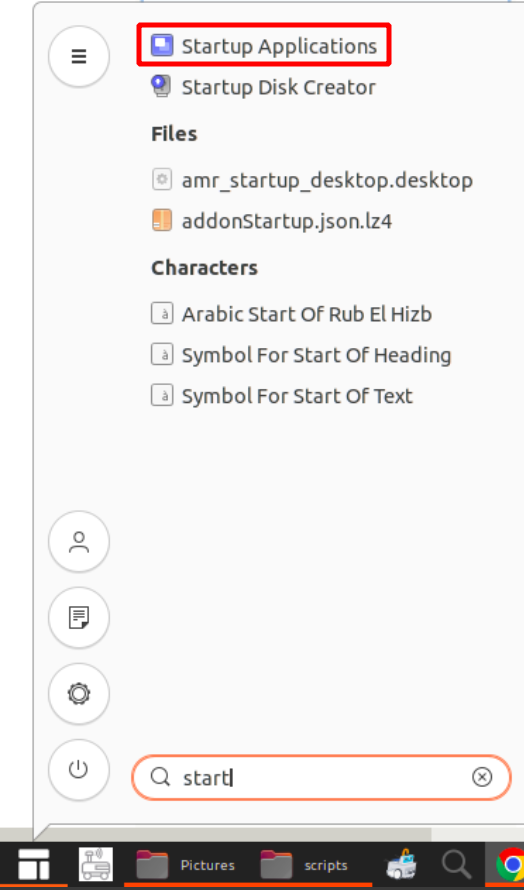 Startup Applications
Startup Disk Creator
Files
amr_startup_desktop.desktop
addonStartup.json.lz4
Characters
à Arabic Start Of Rub El Hizb
à Symbol For Start Of Heading
à Symbol For Start Of Text
start
Pictures
scripts